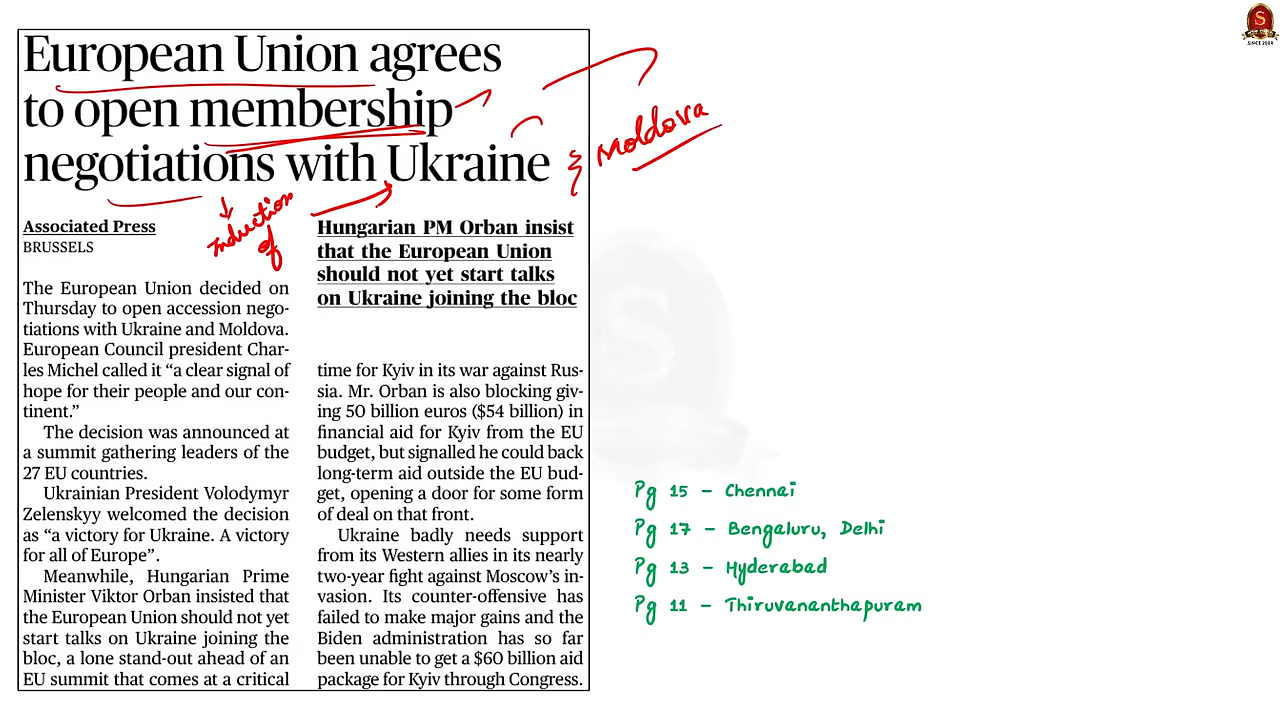 European Union agrees
to open membership
negotiations with Ukraine
& Moldova
Induction
of
Associated Press
BRUSSELS
The European Union decided on
Thursday to open accession nego-
tiations with Ukraine and Moldova.
European Council president Char-
les Michel called it “a clear signal of
hope for their people and our con-
tinent.”
The decision was announced at
a summit gathering leaders of the
27 EU countries.
Ukrainian President Volodymyr
Zelenskyy welcomed the decision
as “a victory for Ukraine. A victory
for all of Europe”.
Meanwhile, Hungarian Prime
Minister Viktor Orban insisted that
the European Union should not yet
start talks on Ukraine joining the
bloc, a lone stand-out ahead of an
EU summit that comes at a critical
Hungarian PM Orban insist
that the European Union
should not yet start talks
on Ukraine joining the bloc
time for Kyiv in its war against Rus-
sia. Mr. Orban is also blocking giv-
ing 50 billion euros ($54 billion) in
financial aid for Kyiv from the EU
budget, but signalled he could back
long-term aid outside the EU bud-
get, opening a door for some form
of deal on that front.
Ukraine badly needs support
from its Western allies in its nearly
two-year fight against Moscow’s in-
vasion. Its counter-offensive has
failed to make major gains and the
Biden administration has so far
been unable to get a $60 billion aid
package for Kyiv through Congress.
Pg 15 - Chennai
Pg 17 - Bengaluru, Delhi
Pg 13 - Hyderabad
Pg 11 - Thiruvananthapuram
S
SINCE 2004
S